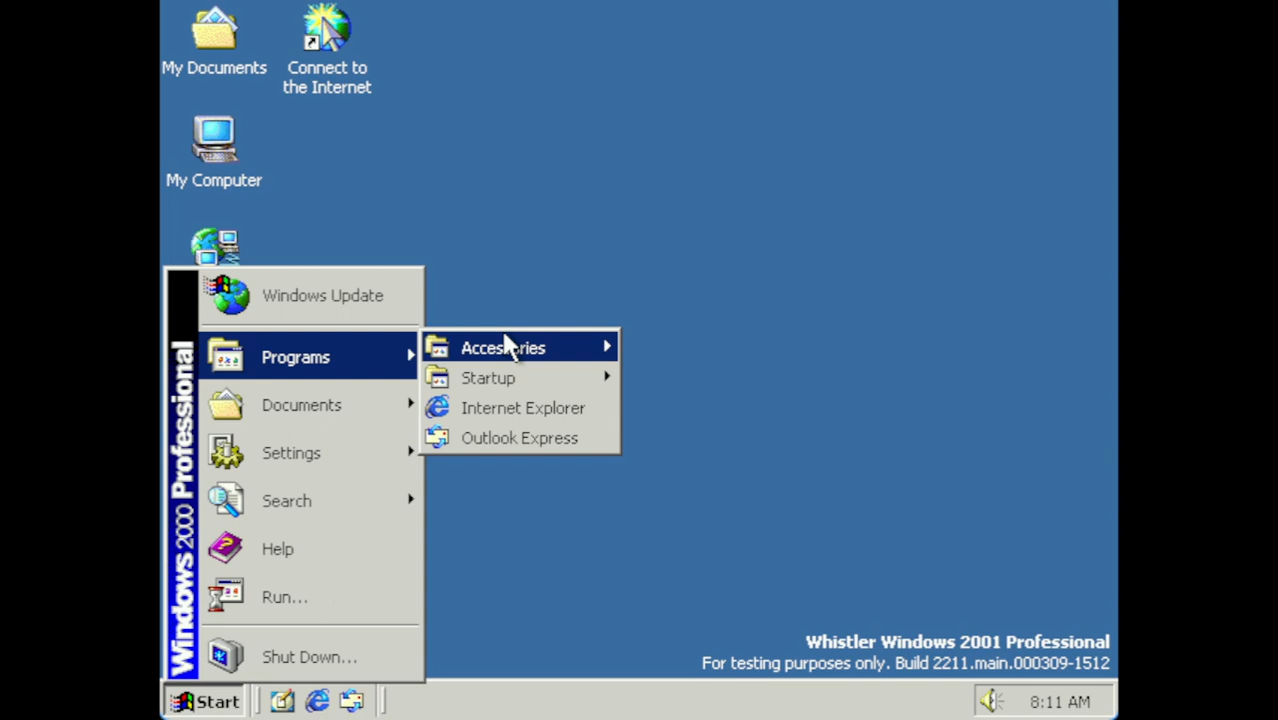 My Documents
Connect to
the Internet
My Computer
Windows Update
Programs
Documents
Settings
Search
Help
Run...
Shut Down...
Windows 2000 Professional
Accessories
Startup
Internet Explorer
Outlook Express
Whistler Windows 2001 Professional
For testing purposes only. Build 2211.main.000309-1512
Start
8:11 AM